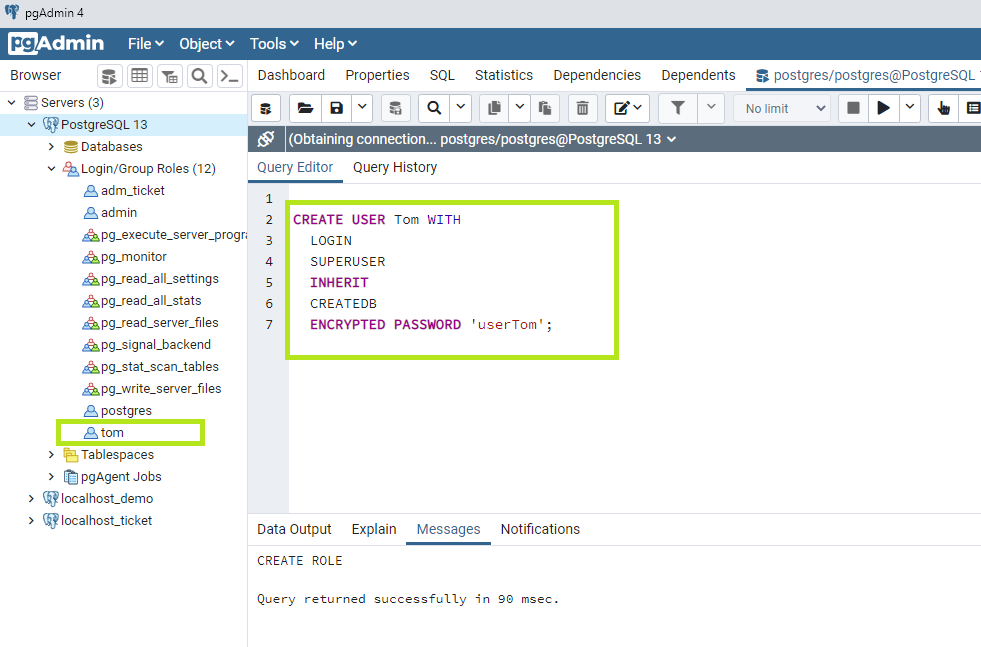 pgAdmin 4
pgAdmin File Object Tools Help
Browser
Dashboard Properties SQL Statistics Dependencies Dependents postgres/postgres@PostgreSQL
No limit
(Obtaining connection... postgres/postgres@PostgreSQL 13
Query Editor Query History
Servers (3)
PostgreSQL 13
Databases
Login/Group Roles (12)
adm_ticket
admin
pg_execute_server_progra
pg_monitor
pg_read_all_settings
pg_read_all_stats
pg_read_server_files
pg_signal_backend
pg_stat_scan_tables
pg_write_server_files
postgres
tom
Tablespaces
pgAgent Jobs
localhost_demo
localhost_ticket
1
2 CREATE USER Tom WITH
3 LOGIN
4 SUPERUSER
5 INHERIT
6 CREATEDB
7 ENCRYPTED PASSWORD 'userTom';
Data Output Explain Messages Notifications
CREATE ROLE
Query returned successfully in 90 msec.